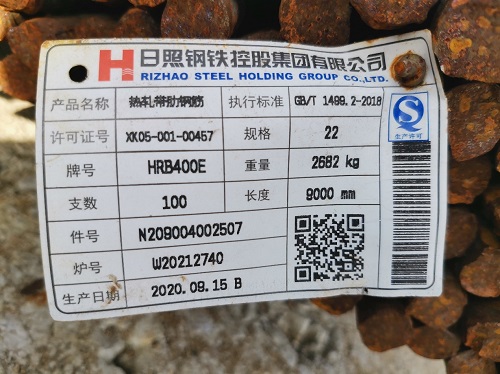 日照钢铁控股集团有限公司
RIZHAO STEEL HOLDING GROUP CO.,LTD.
产品名称 热轧带肋钢筋 执行标准 GB/T 1499.2-2018
许可证号 XK05-001-00457 规格 22
牌号 HRB400E 重量 2682 kg
支数 100 长度 9000 mm
件号 N209004002507
炉号 W20212740
生产日期 2020.09.15 B
生产许可